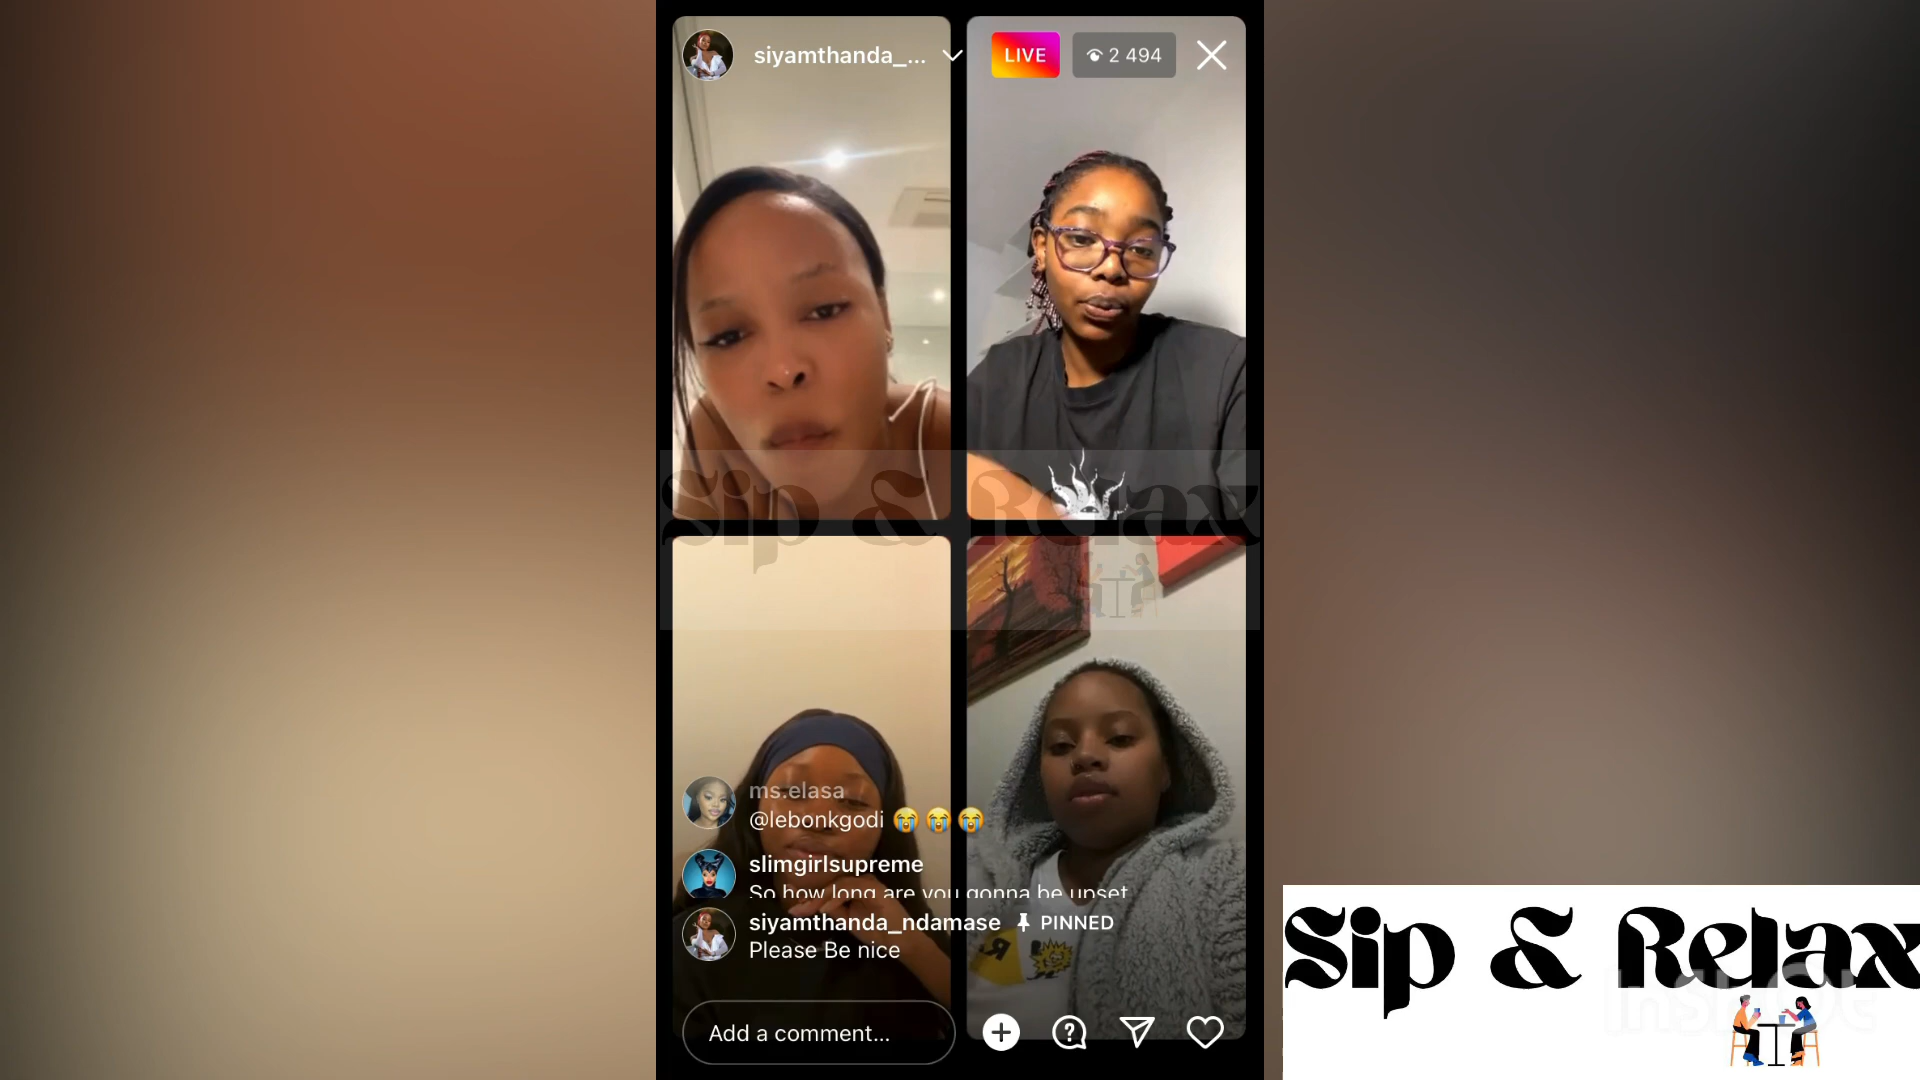 siyamthanda_...
LIVE
2 494
Sip & Relax
ms.elasa
@lebonkgodi 😭 😭 😭
slimgirlsupreme
So how long are you gonna be upset
siyamthanda_ndamase PINNED
Please Be nice
Add a comment...
Sip & Relax
InShOt